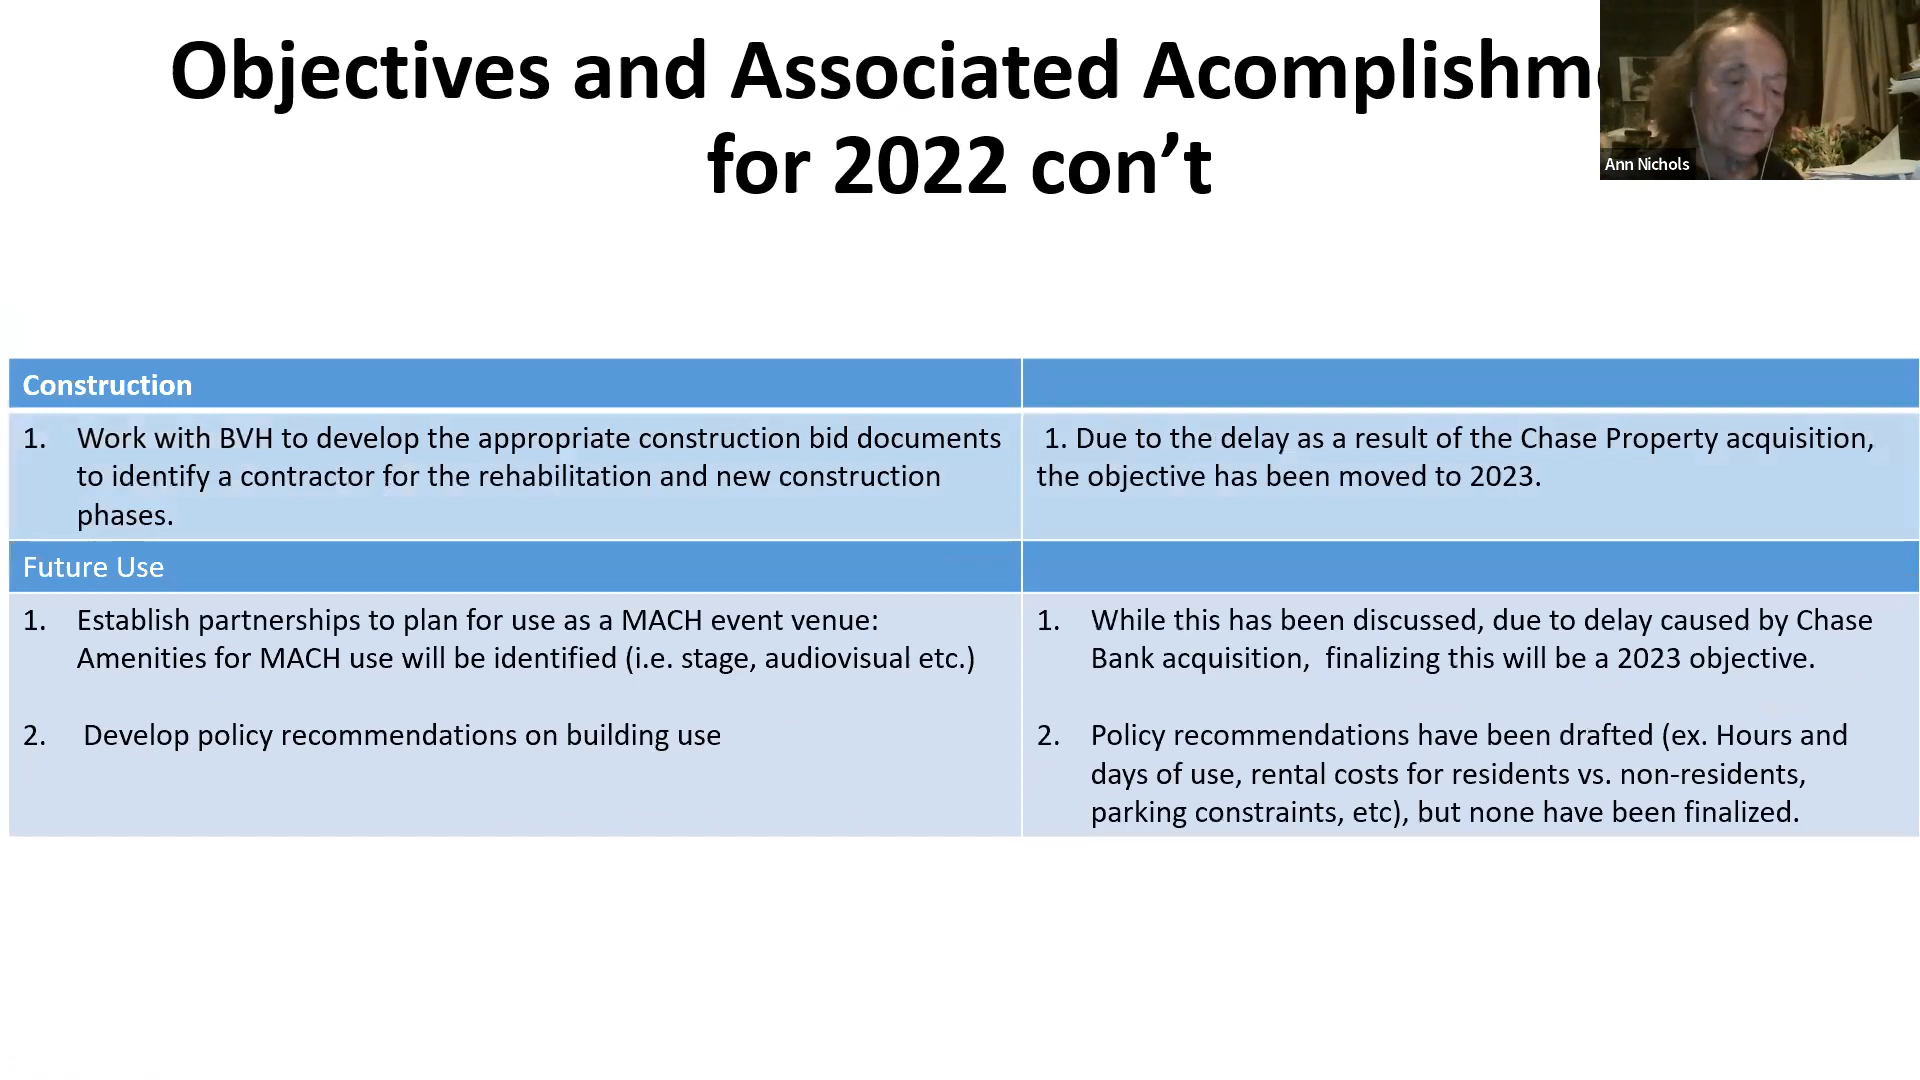 Objectives and Associated Acomplishm
for 2022 con’t
Ann Nichols
Construction
1. Work with BVH to develop the appropriate construction bid documents
to identify a contractor for the rehabilitation and new construction
phases.
1. Due to the delay as a result of the Chase Property acquisition,
the objective has been moved to 2023.
Future Use
1. Establish partnerships to plan for use as a MACH event venue:
Amenities for MACH use will be identified (i.e. stage, audiovisual etc.)
2. Develop policy recommendations on building use
1. While this has been discussed, due to delay caused by Chase
Bank acquisition, finalizing this will be a 2023 objective.
2. Policy recommendations have been drafted (ex. Hours and
days of use, rental costs for residents vs. non-residents,
parking constraints, etc), but none have been finalized.